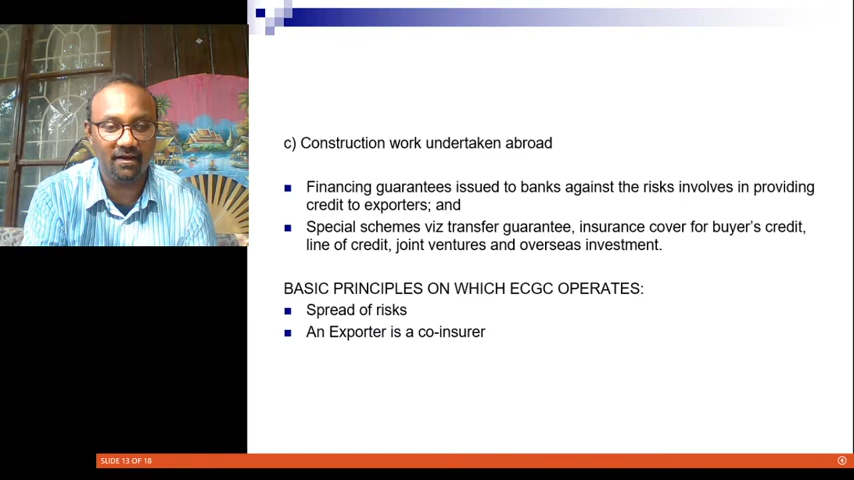 c) Construction work undertaken abroad
Financing guarantees issued to banks against the risks involves in providing
credit to exporters; and
Special schemes viz transfer guarantee, insurance cover for buyer's credit,
line of credit, joint ventures and overseas investment.
BASIC PRINCIPLES ON WHICH ECGC OPERATES:
Spread of risks
An Exporter is a co-insurer
SLIDE 13 OF 18